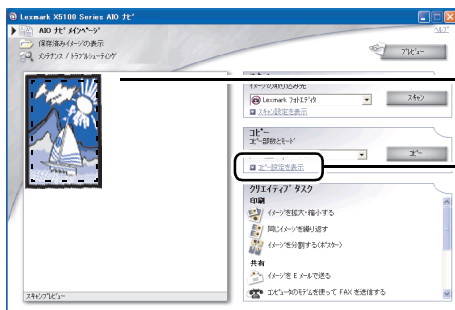 Lexmark X5100 Series AIO ﾅﾋﾞ
AIO ﾅﾋﾞ ﾒｲﾝﾍﾟｰｼﾞ
保存済みｲﾒｰｼﾞの表示
ﾒﾝﾃﾅﾝｽ / ﾄﾗﾌﾞﾙｼｭｰﾃｨﾝｸﾞ
ﾍﾙﾌﾟ
ﾌﾟﾚﾋﾞｭｰ
ｲﾒｰｼﾞの取り込み先
Lexmark ﾌｫﾄｴﾃﾞｨﾀ
ｽｷｬﾝ
ｽｷｬﾝ設定を表示
ｺﾋﾟｰ
ｺﾋﾟｰ部数とﾓｰﾄﾞ
ｺﾋﾟｰ
ｺﾋﾟｰ設定を表示
ｸﾘｴｲﾃｨﾌﾞ ﾀｽｸ
印刷
ｲﾒｰｼﾞを拡大・縮小する
同じｲﾒｰｼﾞを繰り返す
ｲﾒｰｼﾞを分割する(ﾎﾟｽﾀｰ)
共有
ｲﾒｰｼﾞを E ﾒｰﾙで送る
ｺﾝﾋﾟｭｰﾀのﾓﾃﾞﾑを使って FAX を送信する
ｽｷｬﾝﾌﾟﾚﾋﾞｭｰ